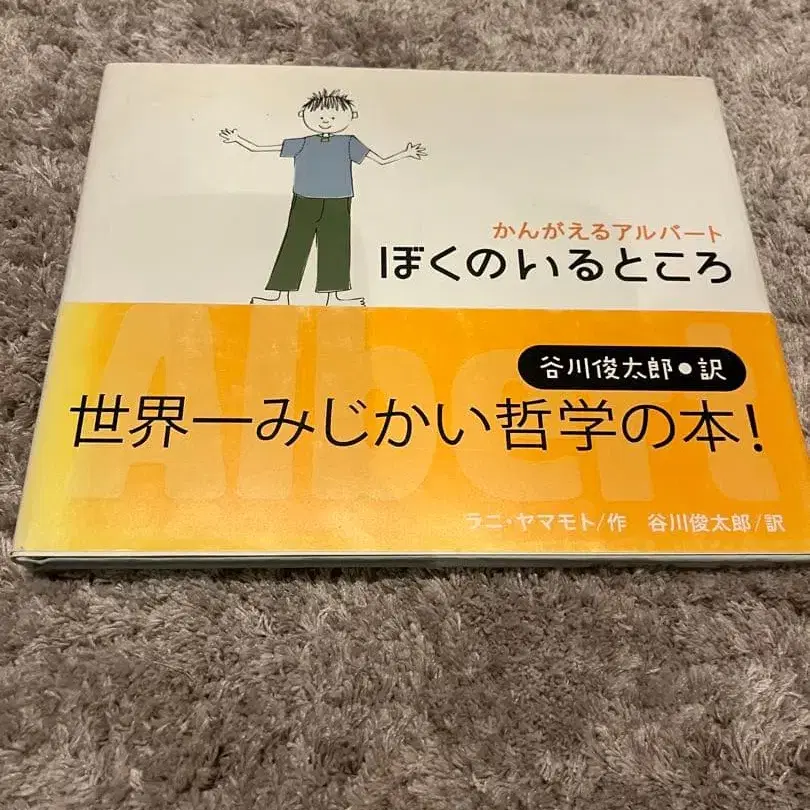 かんがえるアルバート
ぼくのいるところ
谷川俊太郎●訳
世界一みじかい哲学の本!
Albert
ラニ・ヤマモト/作 谷川俊太郎/訳